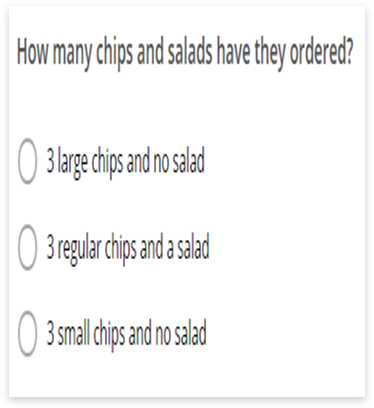 How many chips and salads have they ordered?
3 large chips and no salad
3 regular chips and a salad
3 small chips and no salad